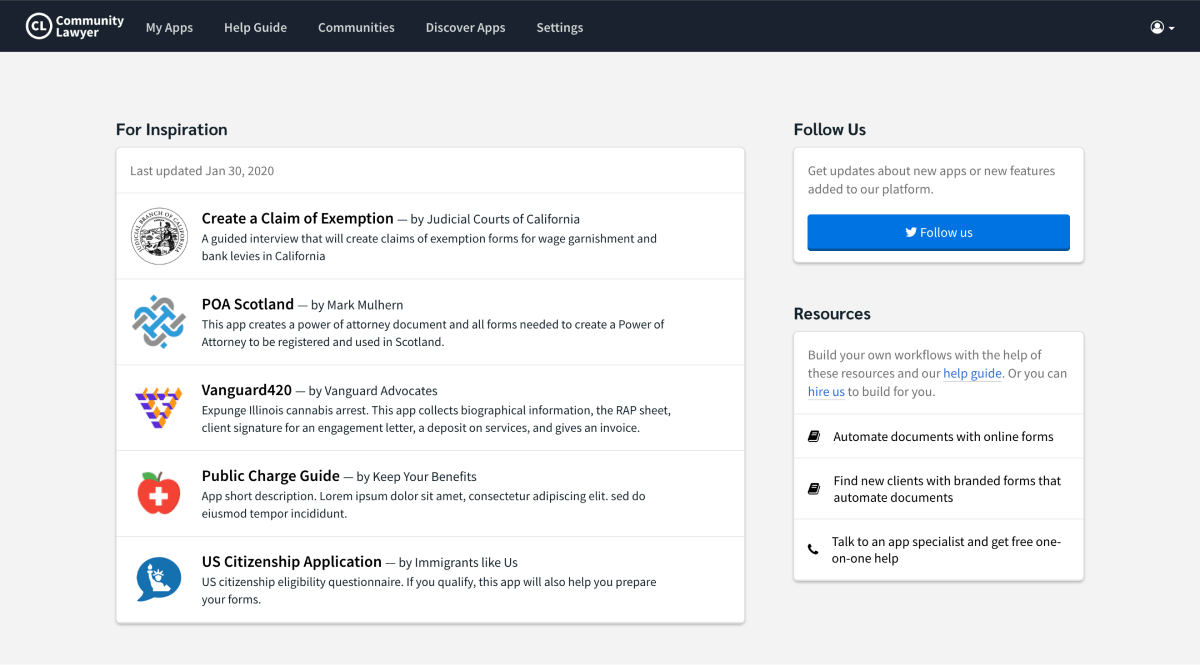 CL Community
Lawyer
My Apps
Help Guide
Communities
Discover Apps
Settings
For Inspiration
Last updated Jan 30, 2020
JUDICIAL BRANCH OF CALIFORNIA
Create a Claim of Exemption — by Judicial Courts of California
A guided interview that will create claims of exemption forms for wage garnishment and
bank levies in California
POA Scotland — by Mark Mulhern
This app creates a power of attorney document and all forms needed to create a Power of
Attorney to be registered and used in Scotland.
Vanguard420 — by Vanguard Advocates
Expunge Illinois cannabis arrest. This app collects biographical information, the RAP sheet,
client signature for an engagement letter, a deposit on services, and gives an invoice.
Public Charge Guide — by Keep Your Benefits
App short description. Lorem ipsum dolor sit amet, consectetur adipiscing elit. sed do
eiusmod tempor incididunt.
US Citizenship Application — by Immigrants like Us
US citizenship eligibility questionnaire. If you qualify, this app will also help you prepare
your forms.
Follow Us
Get updates about new apps or new features
added to our platform.
Follow us
Resources
Build your own workflows with the help of
these resources and our help guide. Or you can
hire us to build for you.
Automate documents with online forms
Find new clients with branded forms that
automate documents
Talk to an app specialist and get free one-
on-one help